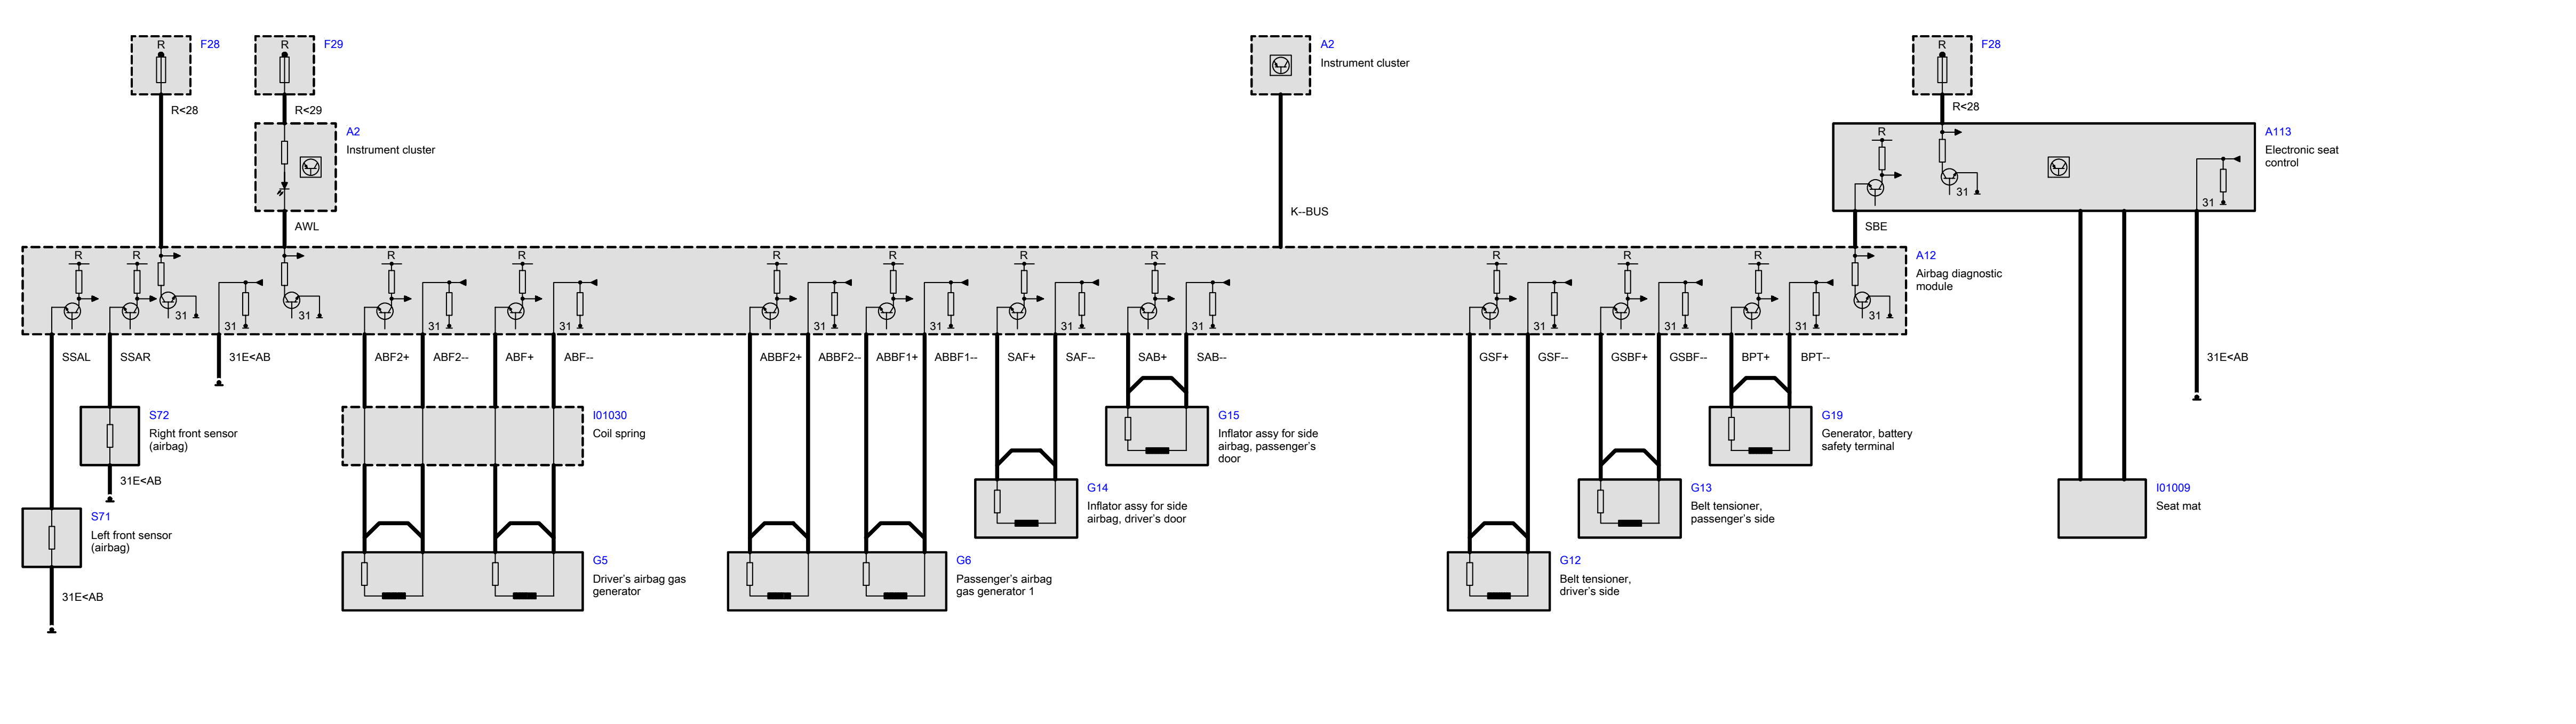 R
F28
R
F29
R
A2
Instrument cluster
R
F28
R<28
R<29
R<28
A2
Instrument cluster
R
31
31
A113
Electronic seat
control
K--BUS
AWL
SBE
R
R
31
31
31
R
31
R
31
R
31
R
31
R
31
R
31
R
31
R
31
R
31
31
A12
Airbag diagnostic
module
SSAL
SSAR
31E<AB
ABF2+
ABF2--
ABF+
ABF--
ABBF2+
ABBF2--
ABBF1+
ABBF1--
SAF+
SAF--
SAB+
SAB--
GSF+
GSF--
GSBF+
GSBF--
BPT+
BPT--
31E<AB
S72
Right front sensor
(airbag)
31E<AB
I01030
Coil spring
G15
Inflator assy for side
airbag, passenger's
door
G19
Generator, battery
safety terminal
G14
Inflator assy for side
airbag, driver's door
G13
Belt tensioner,
passenger's side
I01009
Seat mat
S71
Left front sensor
(airbag)
31E<AB
G5
Driver's airbag gas
generator
G6
Passenger's airbag
gas generator 1
G12
Belt tensioner,
driver's side